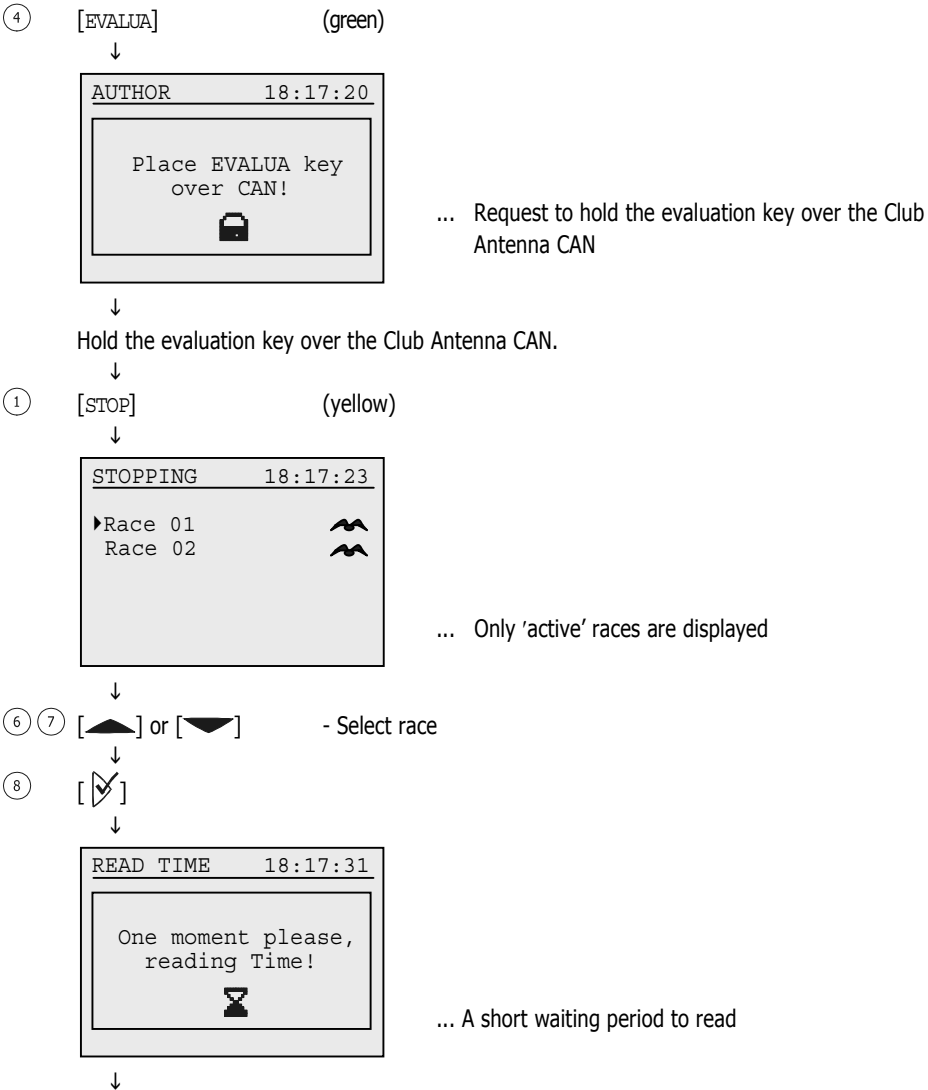 4 [EVALUA] (green)
↓
AUTHOR 18:17:20
Place EVALUA key
over CAN!
... Request to hold the evaluation key over the Club
Antenna CAN
↓
Hold the evaluation key over the Club Antenna CAN.
↓
1 [STOP] (yellow)
↓
STOPPING 18:17:23
Race 01
Race 02
... Only 'active' races are displayed
↓
6 7 [▲] or [▼] - Select race
↓
8 [ ]
↓
READ TIME 18:17:31
One moment please,
reading Time!
... A short waiting period to read
↓